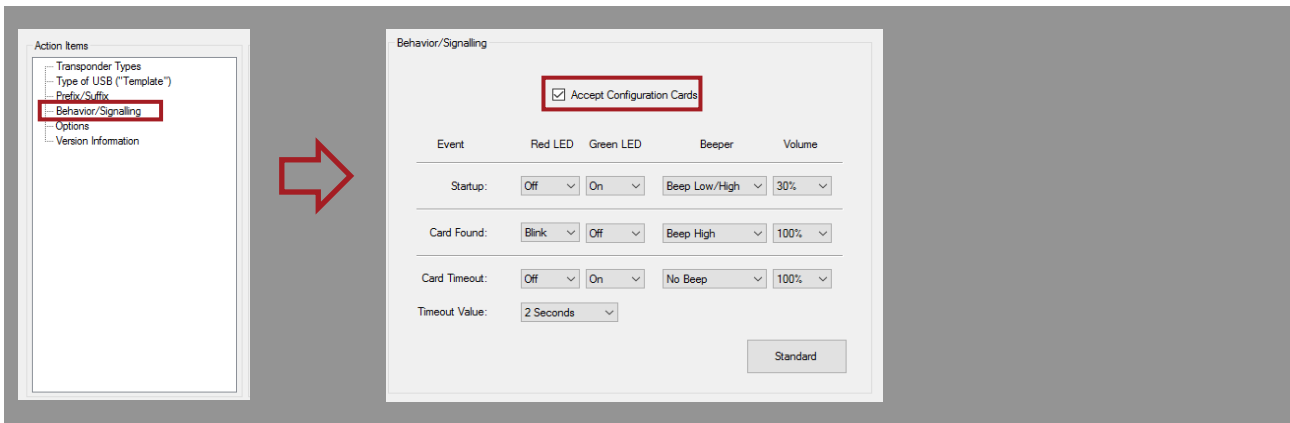 Action Items
Transponder Types
Type of USB ("Template")
Prefix/Suffix
Behavior/Signalling
Options
Version Information
Behavior/Signalling
Accept Configuration Cards
Event Red LED Green LED Beeper Volume
Startup: Off On Beep Low/High 30%
Card Found: Blink Off Beep High 100%
Card Timeout: Off On No Beep 100%
Timeout Value: 2 Seconds
Standard